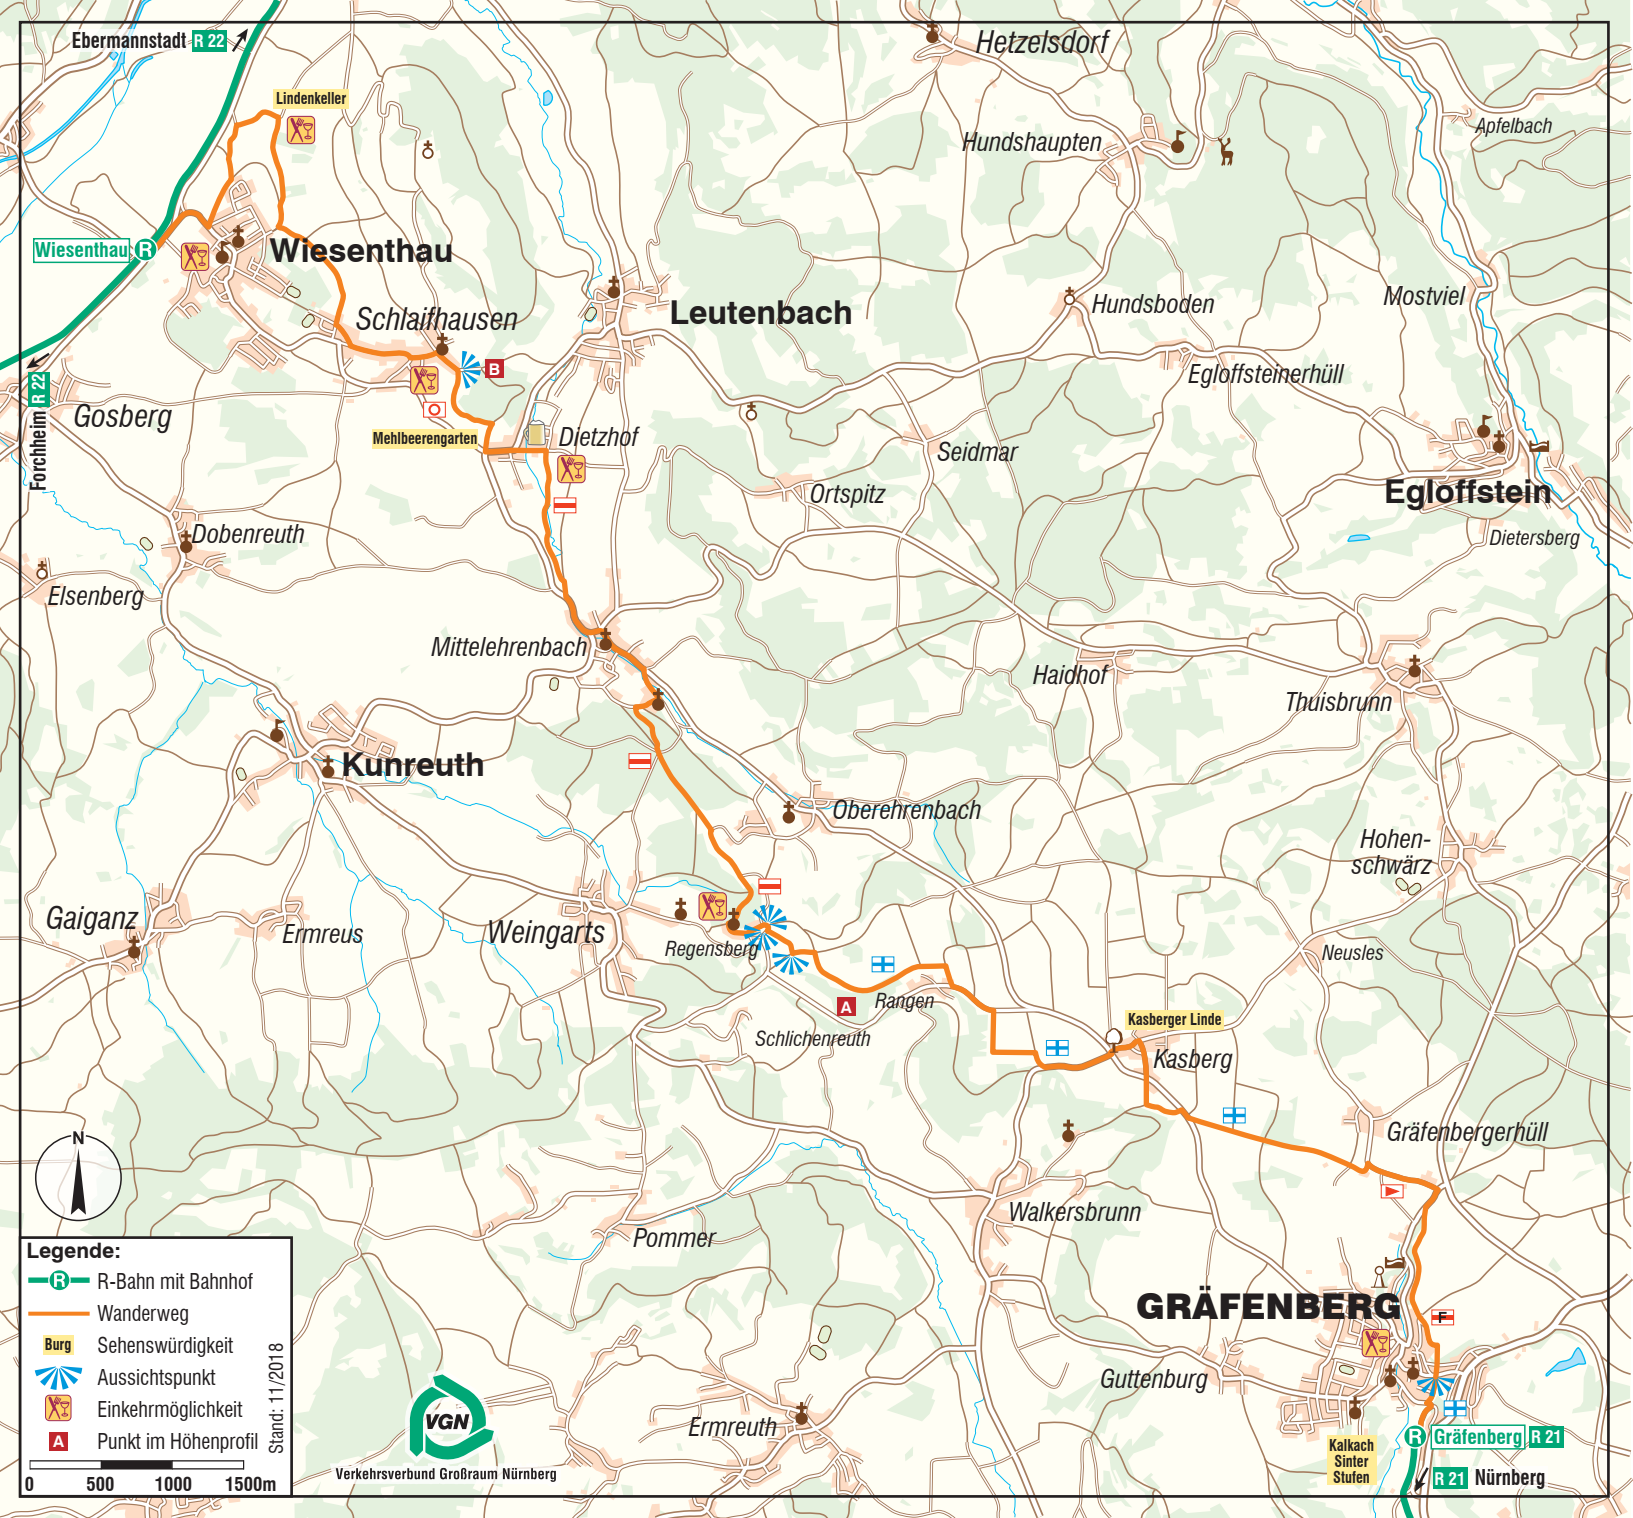 Ebermannstadt R 22
Hetzelsdorf
Lindenkeller
Apfelbach
Hundshaupten
Wiesenthau R
Wiesenthau
Mostviel
Hundsboden
Leutenbach
Schlaifhausen
B
Egloffsteinerhüll
Forchheim R 22
Gosberg
Mehlbeerengarten
Dietzhof
Seidmar
Ortspitz
Egloffstein
Dobenreuth
Dietersberg
Elsenberg
Mittelehrenbach
Haidhof
Thuisbrunn
Kunreuth
Oberehrenbach
Hohen-
schwärz
Gaiganz
Ermreus
Weingarts
Regensberg
Neusles
Rangen
A
Schlichenreuth
Kasberger Linde
Kasberg
Gräfenbergerhüll
N
Walkersbrunn
Pommer
GRÄFENBERG
F
Guttenburg
Ermreuth
R Gräfenberg R 21
Kalkach
Sinter
Stufen
R 21 Nürnberg
Legende:
R R-Bahn mit Bahnhof
Wanderweg
Burg Sehenswürdigkeit
Aussichtspunkt
Einkehrmöglichkeit
A Punkt im Höhenprofil
0 500 1000 1500m
Stand: 11/2018
VGN
Verkehrsverbund Großraum Nürnberg